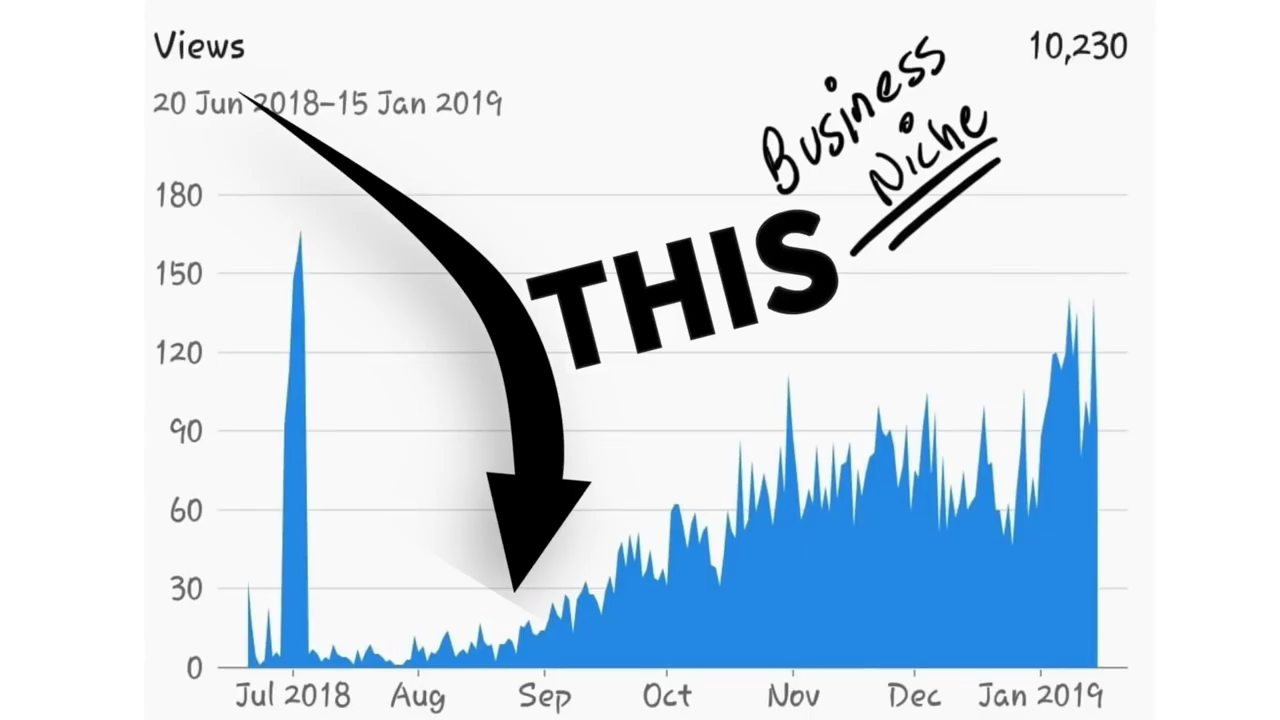 Views
10,230
20 Jun 2018–15 Jan 2019
Business
Niche
THIS
180
150
120
90
60
30
0
Jul 2018 Aug Sep Oct Nov Dec Jan 2019